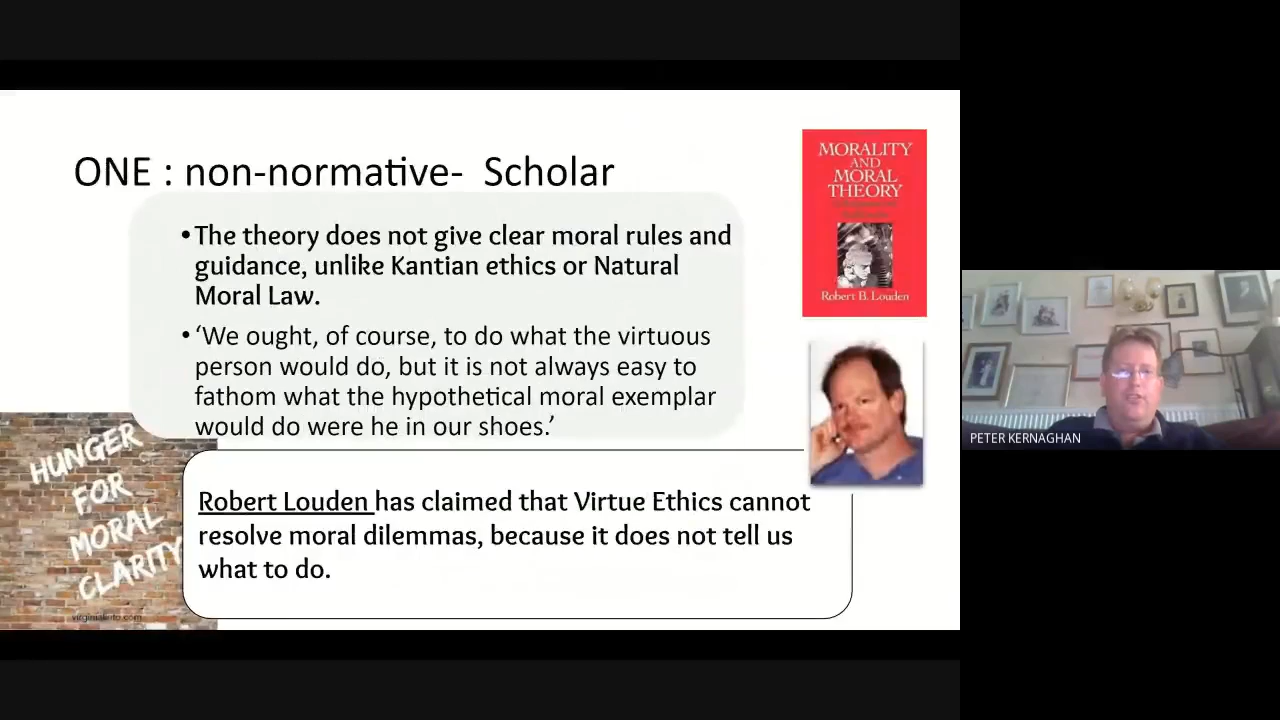 ONE : non-normative-  Scholar
• The theory does not give clear moral rules and
guidance, unlike Kantian ethics or Natural
Moral Law.
• ‘We ought, of course, to do what the virtuous
person would do, but it is not always easy to
fathom what the hypothetical moral exemplar
would do were he in our shoes.’
Robert Louden has claimed that Virtue Ethics cannot
resolve moral dilemmas, because it does not tell us
what to do.
HUNGER
FOR
MORAL
CLARITY
MORALITY
AND
MORAL
THEORY
Robert B. Louden
PETER KERNAGHAN